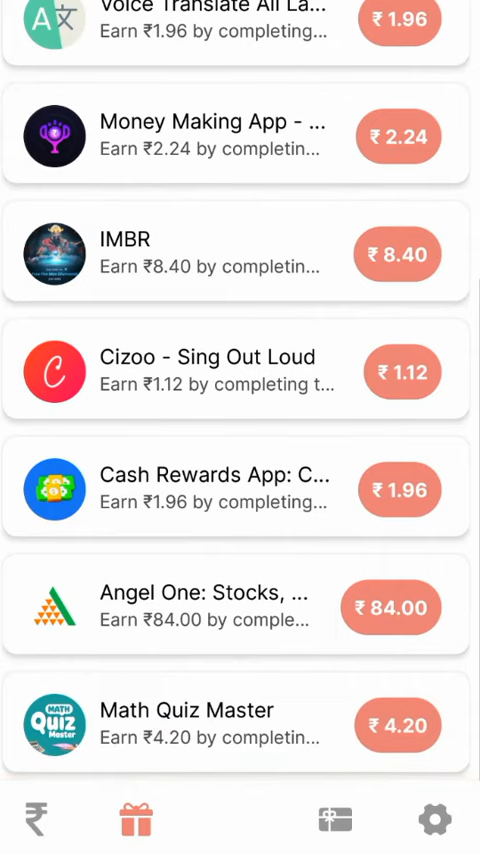 Voice Translate All La...
Earn ₹1.96 by completing...
₹ 1.96
Money Making App - ...
Earn ₹2.24 by completin...
₹ 2.24
IMBR
Earn ₹8.40 by completin...
₹ 8.40
Cizoo - Sing Out Loud
Earn ₹1.12 by completing t...
₹ 1.12
Cash Rewards App: C...
Earn ₹1.96 by completing...
₹ 1.96
Angel One: Stocks, ...
Earn ₹84.00 by comple...
₹ 84.00
MATH
Quiz
Master
Math Quiz Master
Earn ₹4.20 by completin...
₹ 4.20